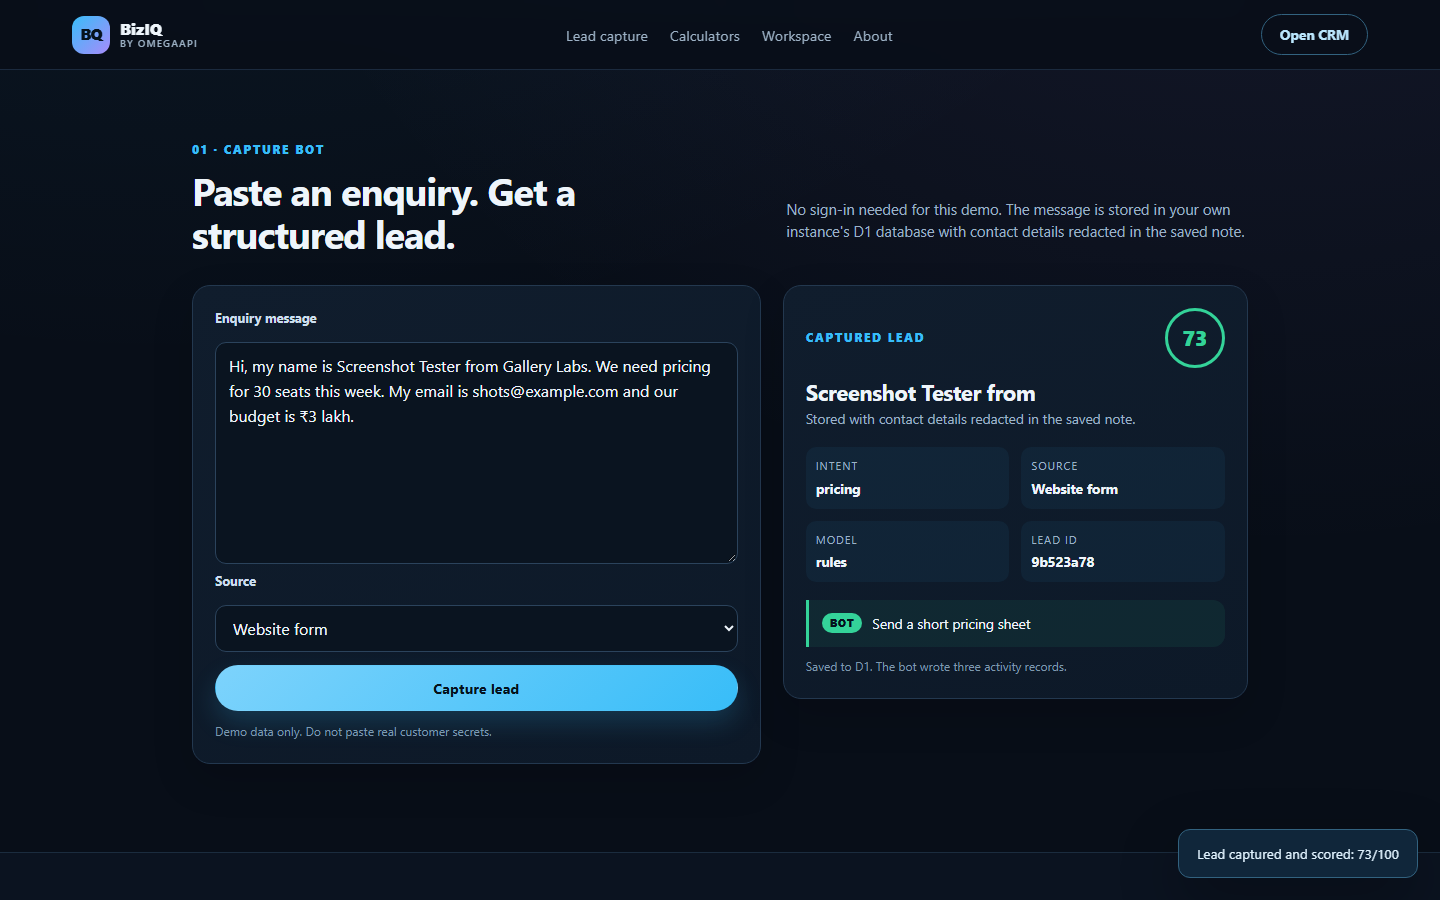 BQ
BizIQ
BY OMEGAAPI
Lead capture
Calculators
Workspace
About
Open CRM
01 · CAPTURE BOT
Paste an enquiry. Get a
structured lead.
No sign-in needed for this demo. The message is stored in your own
instance's D1 database with contact details redacted in the saved note.
Enquiry message
Hi, my name is Screenshot Tester from Gallery Labs. We need pricing
for 30 seats this week. My email is shots@example.com and our
budget is ₹3 lakh.
Source
Website form
Capture lead
Demo data only. Do not paste real customer secrets.
CAPTURED LEAD
73
Screenshot Tester from
Stored with contact details redacted in the saved note.
INTENT
pricing
SOURCE
Website form
MODEL
rules
LEAD ID
9b523a78
BOT Send a short pricing sheet
Saved to D1. The bot wrote three activity records.
Lead captured and scored: 73/100